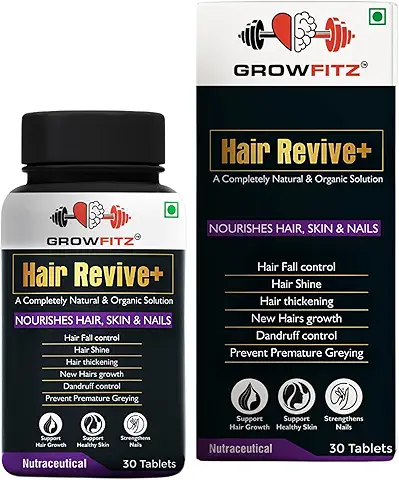 GROWFITZ™
Hair Revive+
A Completely Natural & Organic Solution
NOURISHES HAIR, SKIN & NAILS
Hair Fall control
Hair Shine
Hair thickening
New Hairs growth
Dandruff control
Prevent Premature Greying
Support
Hair Growth
Support
Healthy Skin
Strengthens
Nails
Nutraceutical
30 Tablets
GROWFITZ™
Hair Revive+
A Completely Natural & Organic Solution
NOURISHES HAIR, SKIN & NAILS
Hair Fall control
Hair Shine
Hair thickening
New Hairs growth
Dandruff control
Prevent Premature Greying
Support
Hair Growth
Support
Healthy Skin
Strengthens
Nails
Nutraceutical
30 Tablets